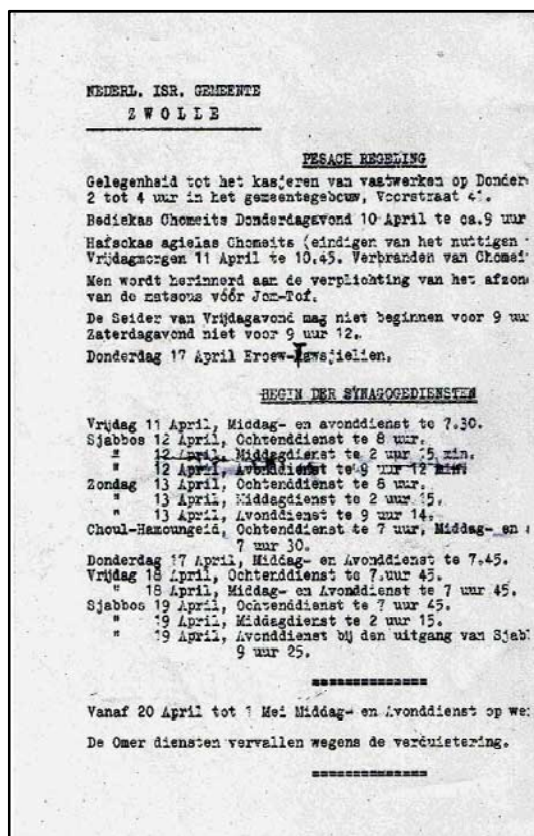 NEDERL. ISR. GEMEENTE
Z W O L L E
PESACH REGELING
Gelegenheid tot het kasjeren van vaatwerken op Donder
2 tot 4 uur in het gemeentegebouw, Voorstraat 41.
Bediekas Chomeits Donderdagavond 10 April te ca.9 uur
Hafsokas agielas Chomeits (eindigen van het nuttigen
Vrijdagmorgen 11 April te 10.45. Verbranden van Chomei
Men wordt herinnerd aan de verplichting van het afzon
van de matsous vóór Jom-Tof.
De Seider van Vrijdagavond mag niet beginnen voor 9 uur
Zaterdagavond niet voor 9 uur 12.
Donderdag 17 April Eroew-Tawsjielien.
BEGIN DER SYNAGOGEDIENSTEN
Vrijdag 11 April, Middag- en avonddienst te 7.30.
Sjabbos 12 April, Ochtenddienst te 8 uur.
" 12 April, Middagdienst te 2 uur 15 min.
" 12 April, Avonddienst te 9 uur 12 min.
Zondag 13 April, Ochtenddienst te 8 uur.
" 13 April, Middagdienst te 2 uur 15.
" 13 April, Avonddienst te 9 uur 14.
Choul-Hamoungeid, Ochtenddienst te 7 uur, Middag- en a
7 uur 30.
Donderdag 17 April, Middag- en Avonddienst te 7.45.
Vrijdag 18 April, Ochtenddienst te 7 uur 45.
" 18 April, Middag- en Avonddienst te 7 uur 45.
Sjabbos 19 April, Ochtenddienst te 7 uur 45.
" 19 April, Middagdienst te 2 uur 15.
" 19 April, Avonddienst bij den uitgang van Sjab
9 uur 25.
==============
Vanaf 20 April tot 1 Mei Middag- en Avonddienst op we
De Omer diensten vervallen wegens de verduistering.
==============